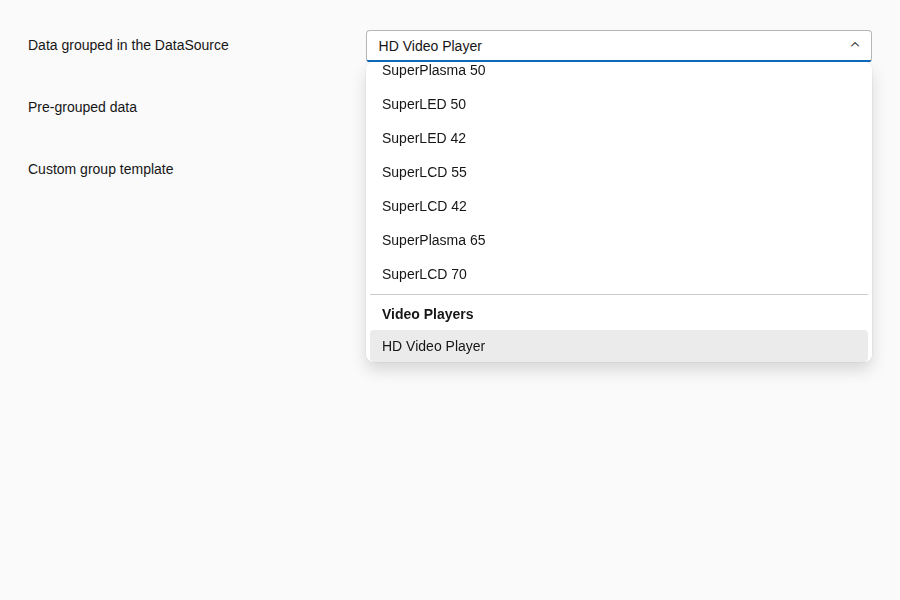 Data grouped in the DataSource
HD Video Player
SuperPlasma 50
SuperLED 50
Pre-grouped data
SuperLED 42
Custom group template
SuperLCD 55
SuperLCD 42
SuperPlasma 65
SuperLCD 70
Video Players
HD Video Player